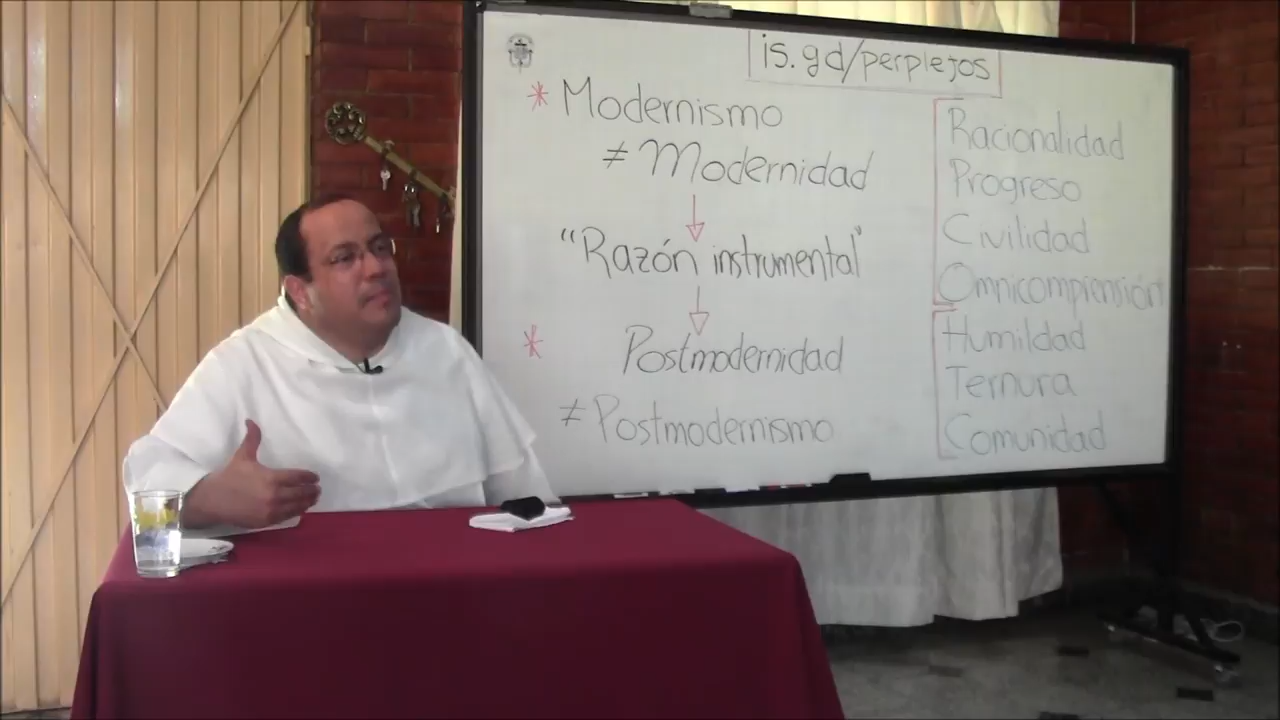 is.gd/perplejos
* Modernismo
≠ Modernidad
"Razón instrumental"
* Postmodernidad
≠ Postmodernismo
Racionalidad
Progreso
Civilidad
Omnicomprensión
Humildad
Ternura
Comunidad